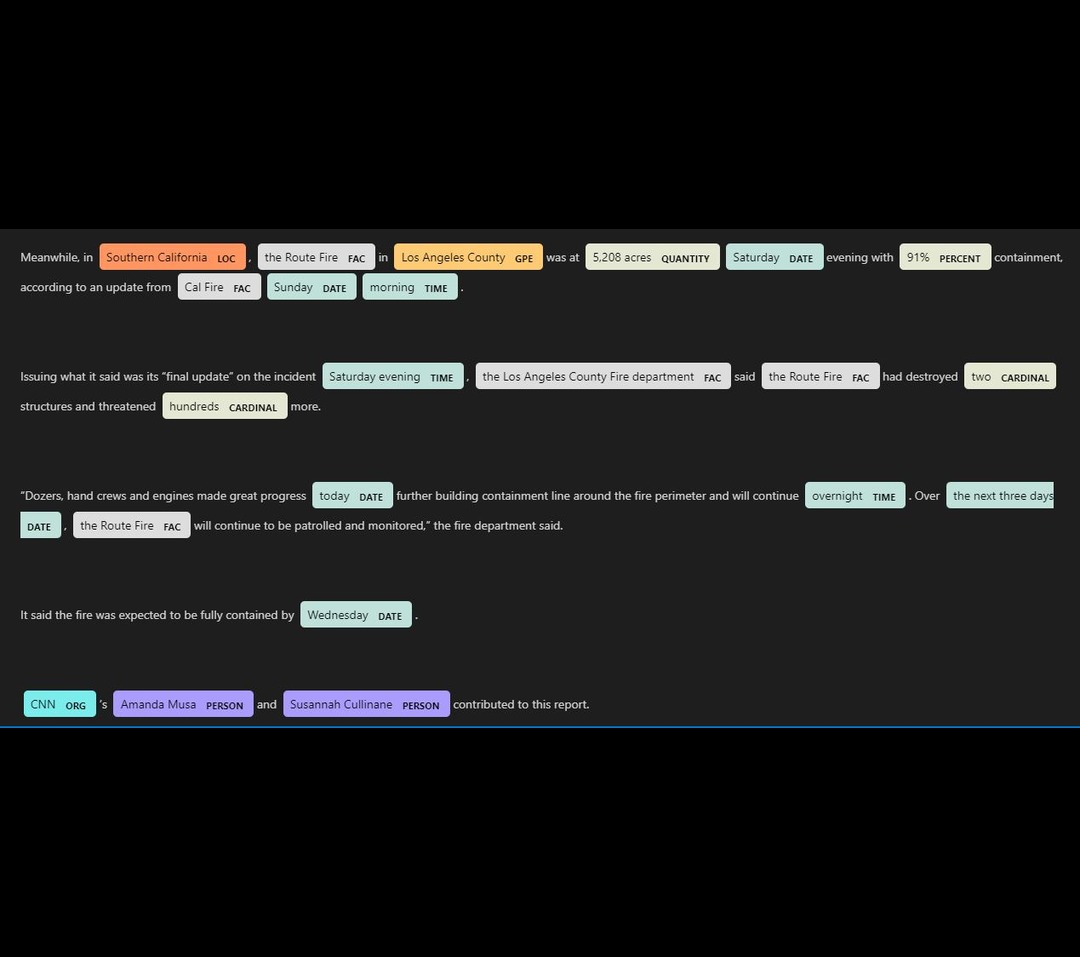 Meanwhile, in Southern California LOC , the Route Fire FAC in Los Angeles County GPE was at 5,208 acres QUANTITY Saturday DATE evening with 91% PERCENT containment,
according to an update from Cal Fire FAC Sunday DATE morning TIME .
Issuing what it said was its “final update” on the incident Saturday evening TIME , the Los Angeles County Fire department FAC said the Route Fire FAC had destroyed two CARDINAL
structures and threatened hundreds CARDINAL more.
“Dozers, hand crews and engines made great progress today DATE further building containment line around the fire perimeter and will continue overnight TIME . Over the next three days
DATE , the Route Fire FAC will continue to be patrolled and monitored,” the fire department said.
It said the fire was expected to be fully contained by Wednesday DATE .
CNN ORG ’s Amanda Musa PERSON and Susannah Cullinane PERSON contributed to this report.